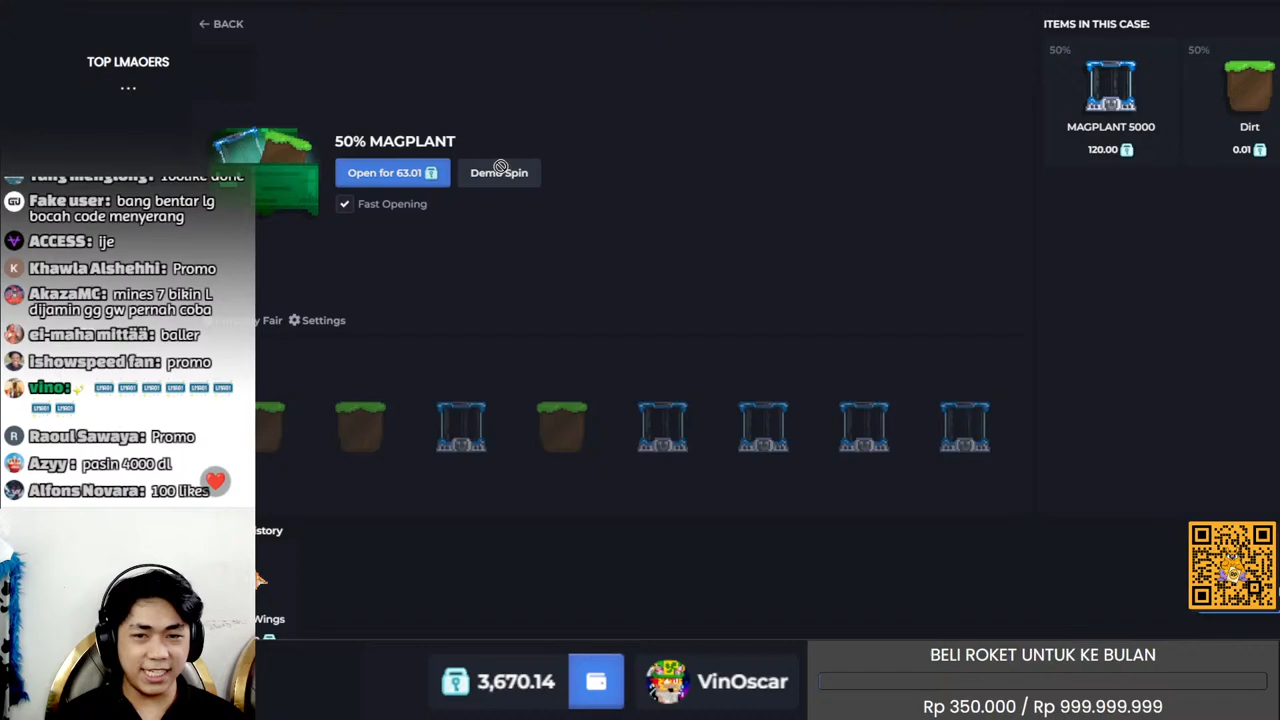 BACK
TOP LMAOERS
...
50% MAGPLANT
Open for 63.01
Demo Spin
Fast Opening
ITEMS IN THIS CASE:
50%
MAGPLANT 5000
120.00
50%
Dirt
0.01
100like done
Fake user: bang bentar lg
bocah code menyerang
ACCESS: ije
Khawla Alshehhi: Promo
AkazaMC: mines 7 bikin L
dijamin gg gw pernah coba
el-maha mittää: baller
ishowspeed fan: promo
vino:
Raoul Sawaya: Promo
Azyy: pasin 4000 dl
Alfons Novara: 100 likes
Fair
Settings
Wings
3,670.14
VinOscar
BELI ROKET UNTUK KE BULAN
Rp 350.000 / Rp 999.999.999